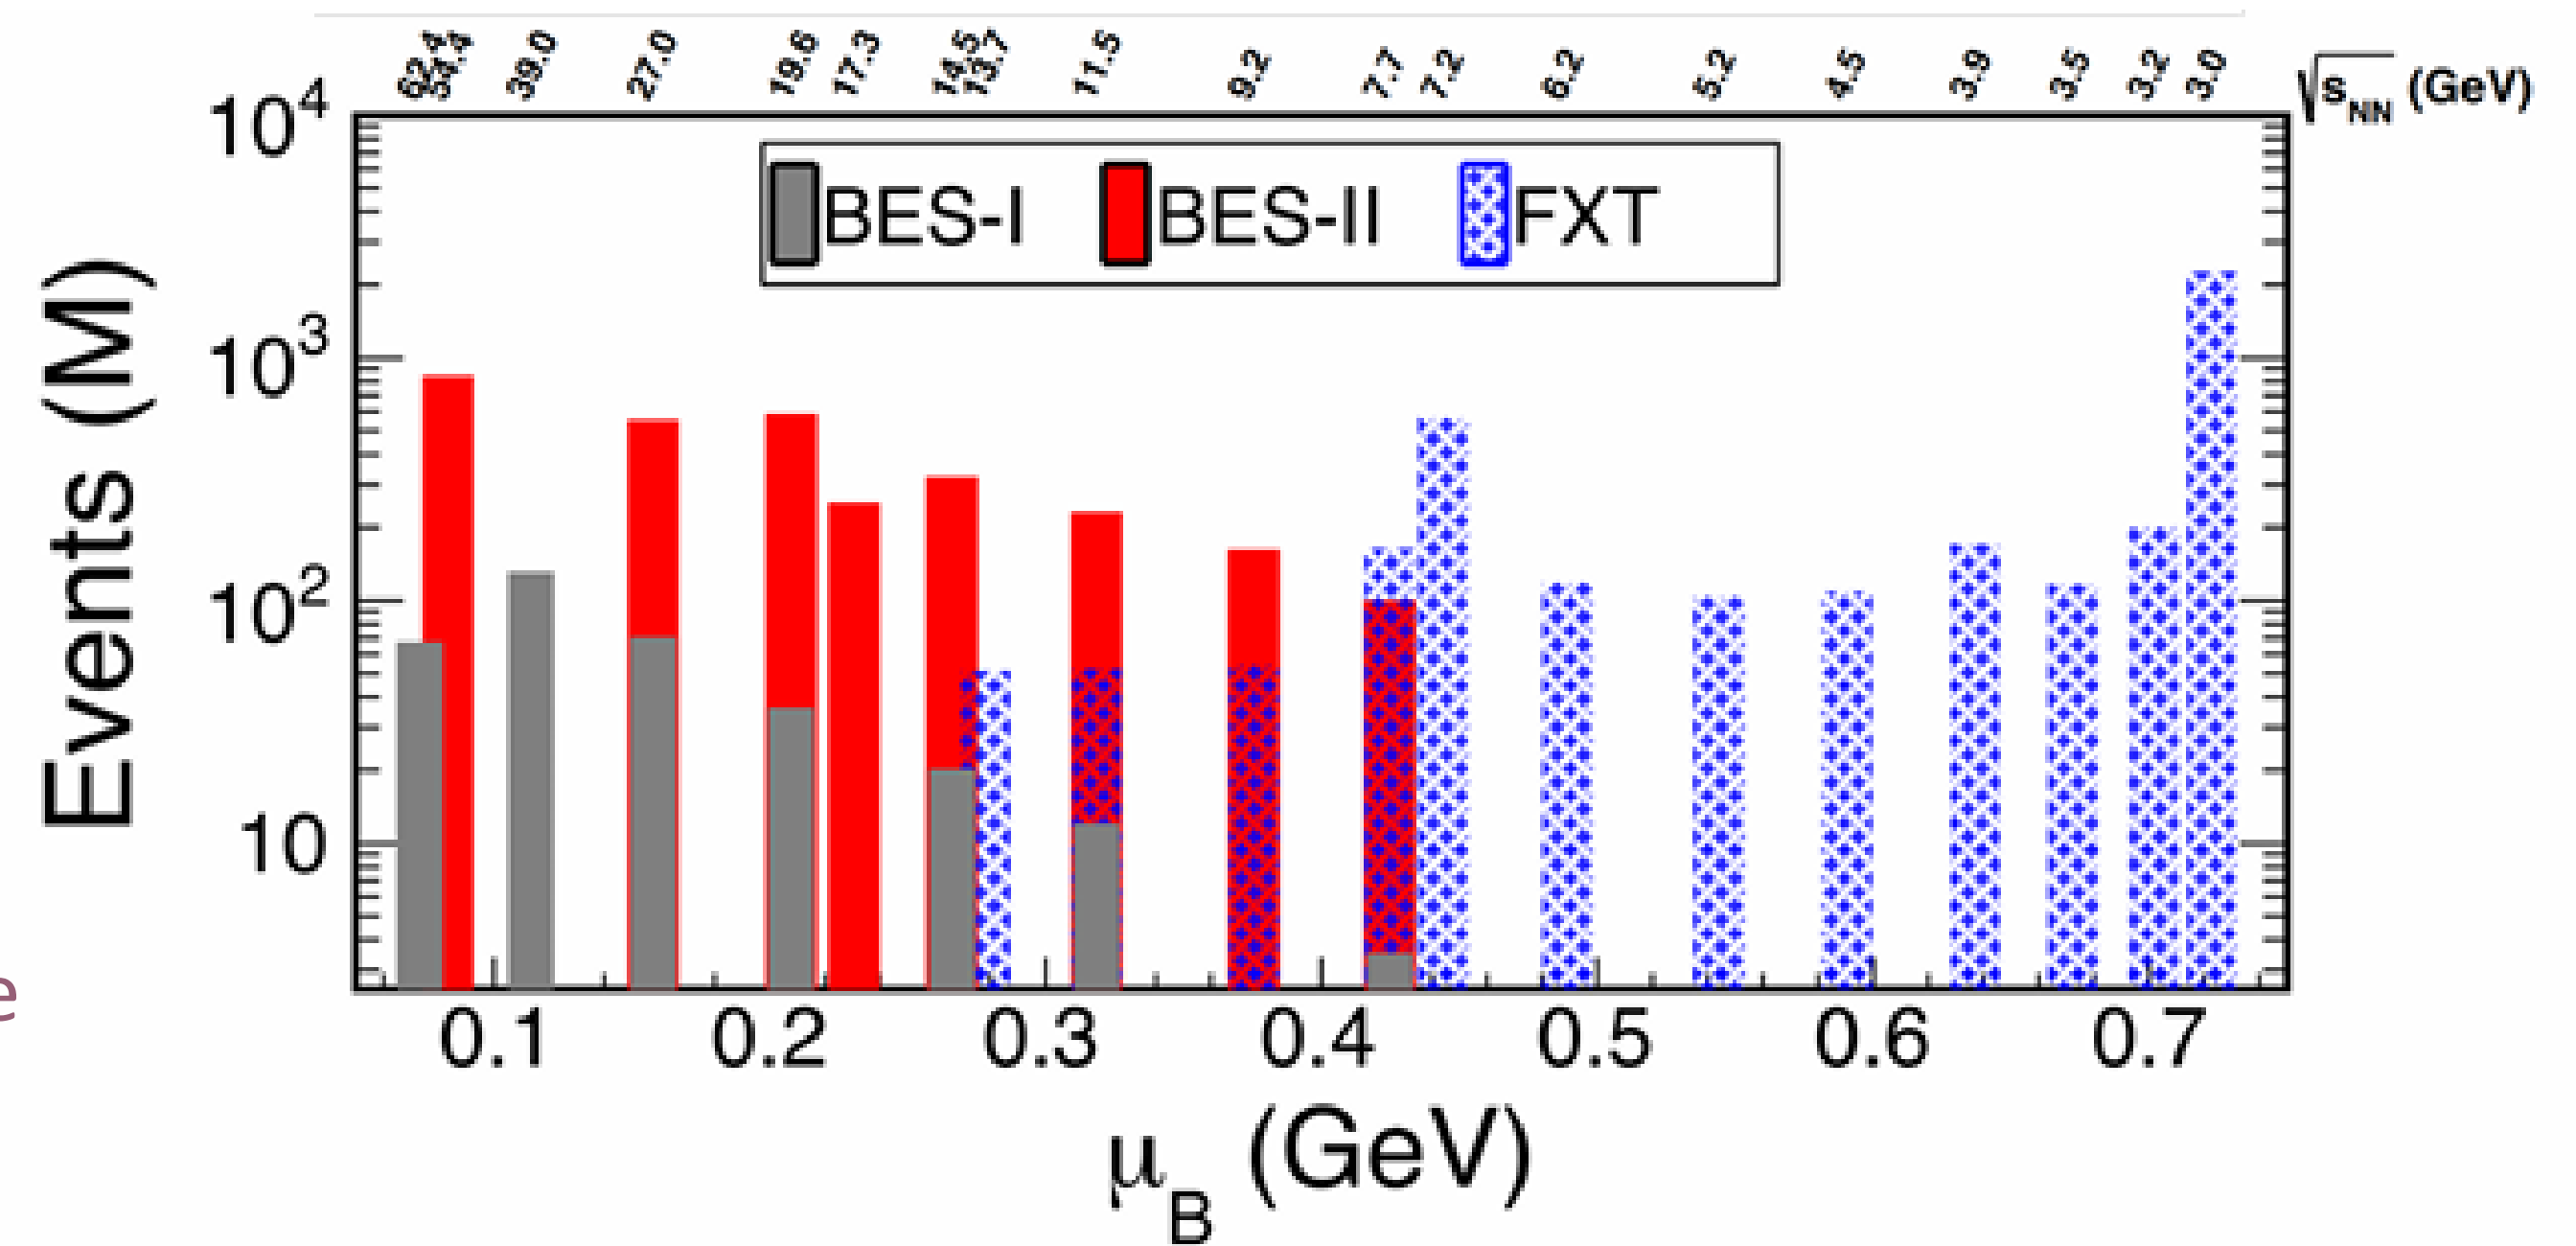 62.4 54.4 39.0 27.0 19.6 17.3 14.5 13.7 11.5 9.2 7.7 7.2 6.2 5.2 4.5 3.9 3.5 3.2 3.0 √sNN (GeV)
10^4
BES-I BES-II FXT
10^3
10^2
10
Events (M)
0.1 0.2 0.3 0.4 0.5 0.6 0.7
μB (GeV)
e